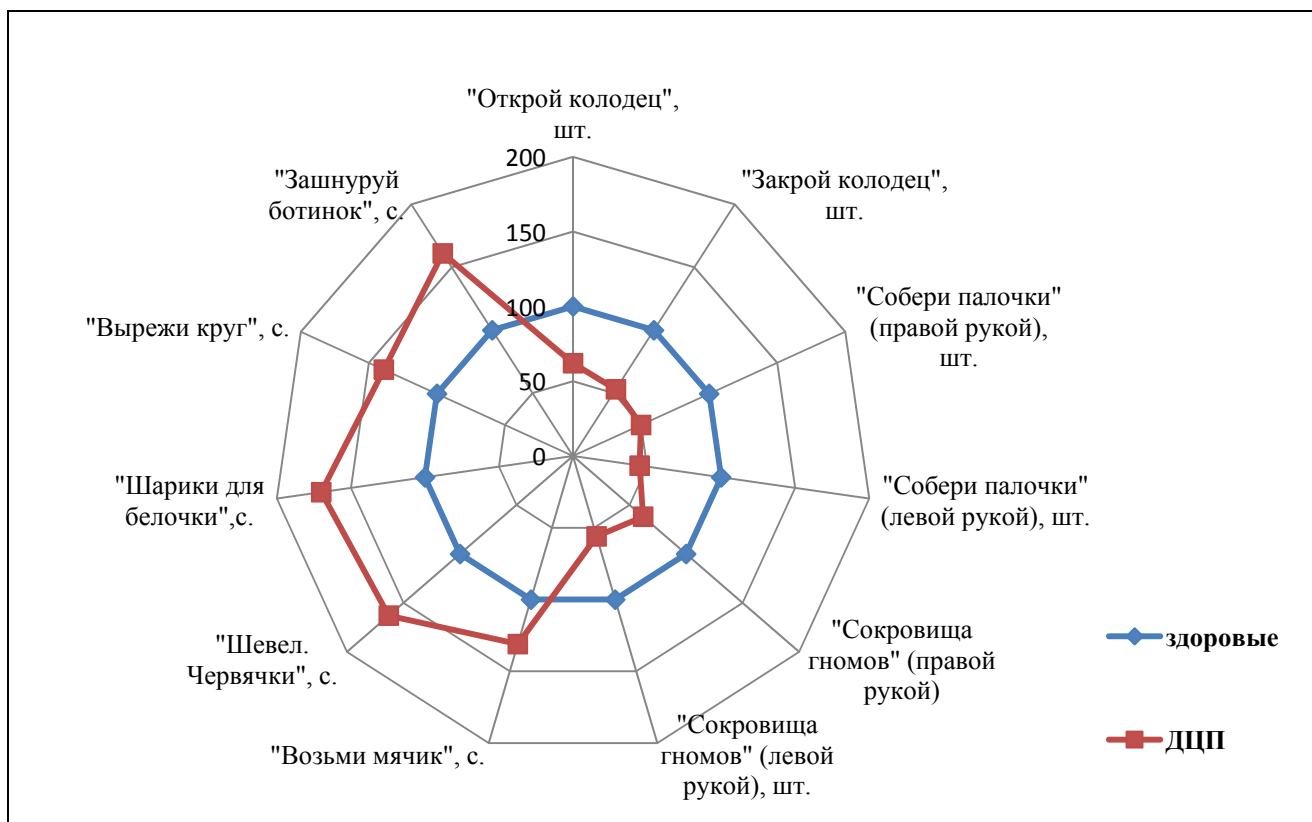 "Открой колодец",
шт.
"Закрой колодец",
шт.
"Собери палочки"
(правой рукой),
шт.
"Собери палочки"
(левой рукой), шт.
"Сокровища
гномов" (правой
рукой)
"Сокровища
гномов" (левой
рукой), шт.
"Возьми мячик", с.
"Шевел.
Червячки", с.
"Шарики для
белочки",с.
"Вырежи круг", с.
"Зашнуруй
ботинок", с.
200
150
100
50
0
здоровые
ДЦП